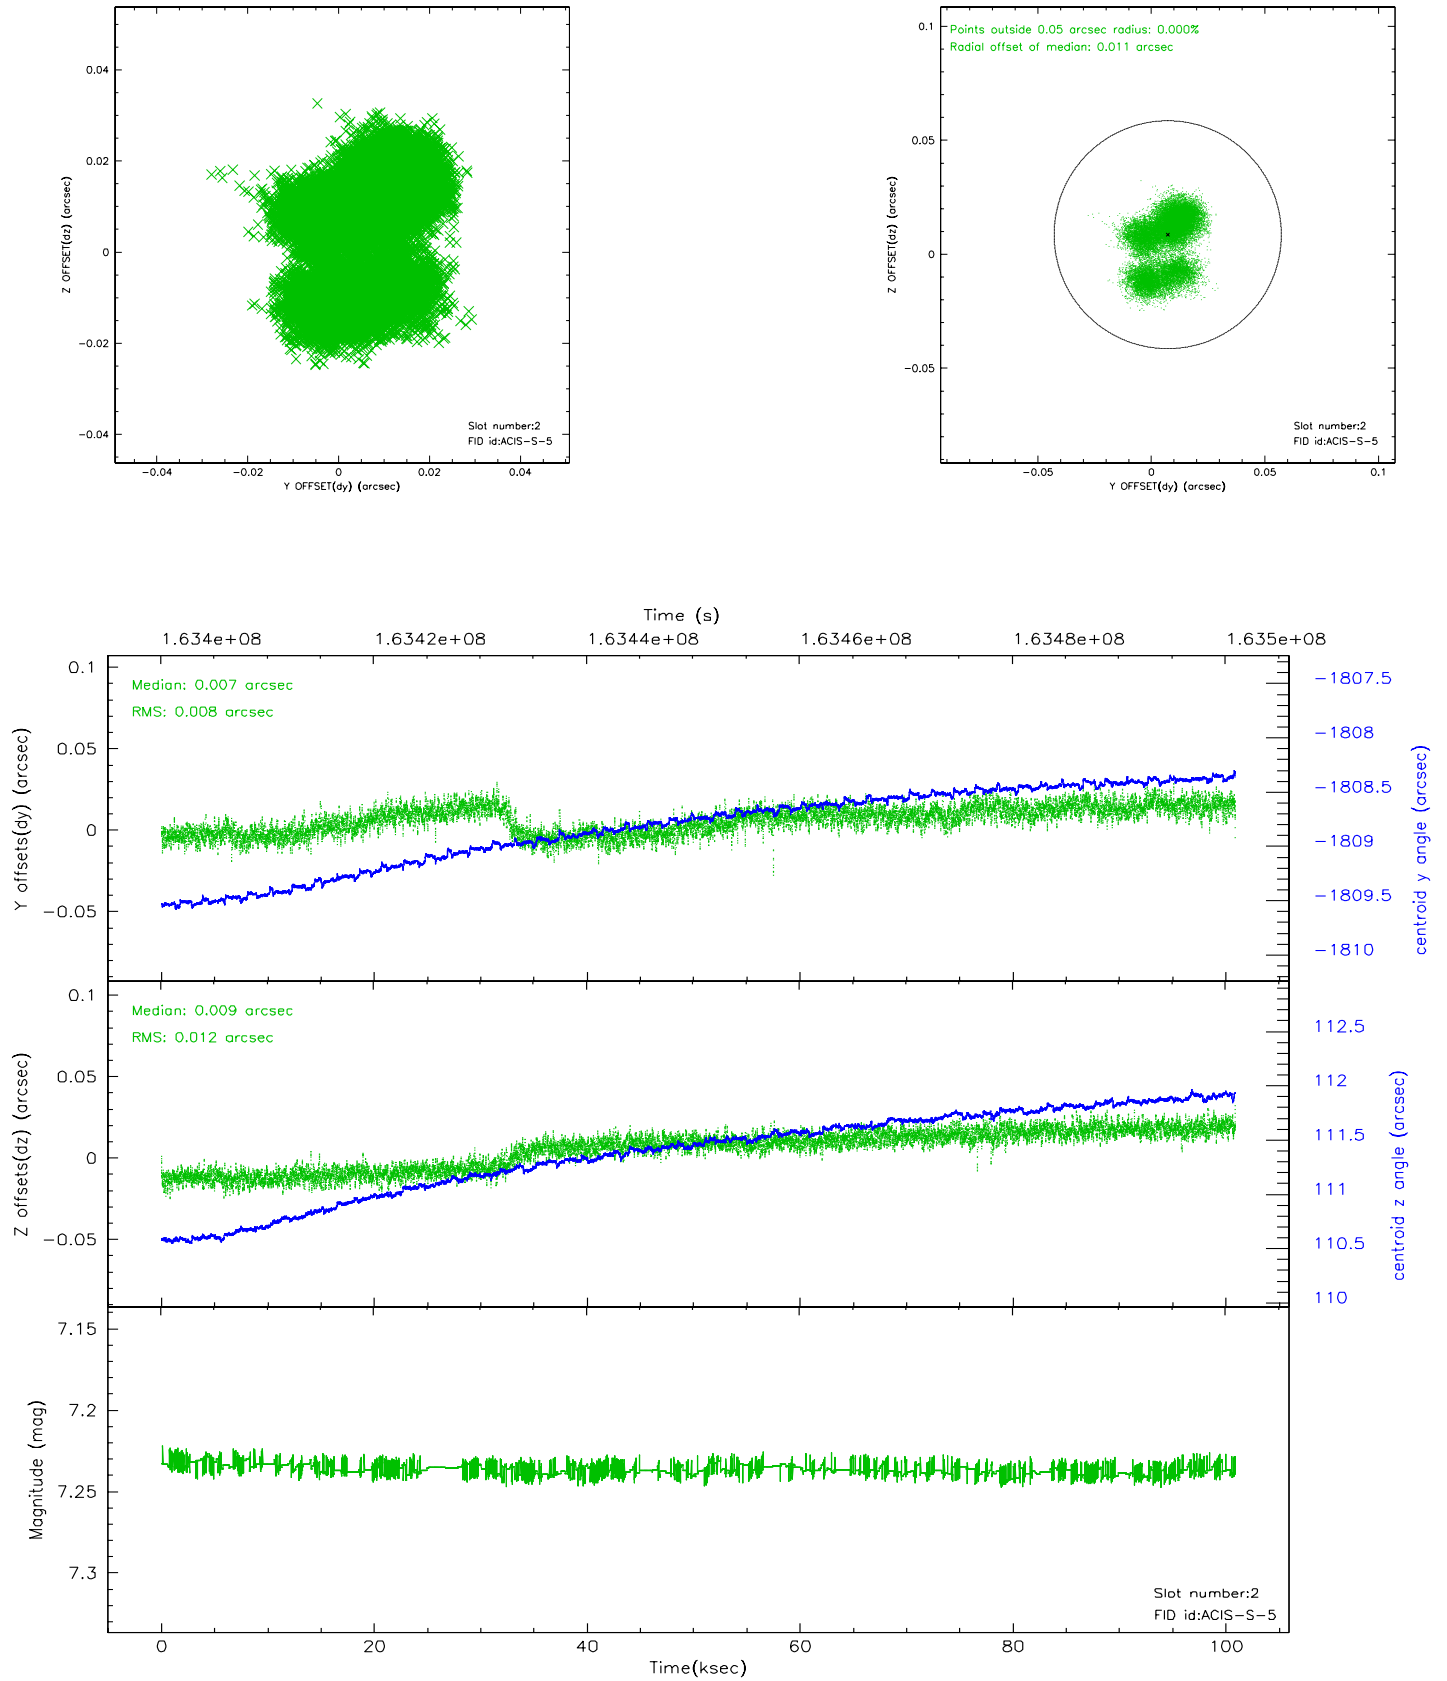 0.04
0.02
0
-0.02
-0.04
Z OFFSET(dz) (arcsec)
-0.04
-0.02
0
0.02
0.04
Y OFFSET(dy) (arcsec)
Slot number:2
FID id:ACIS-S-5
Points outside 0.05 arcsec radius: 0.000%
Radial offset of median: 0.011 arcsec
0.1
0.05
0
-0.05
Z OFFSET(dz) (arcsec)
-0.05
0
0.05
0.1
Y OFFSET(dy) (arcsec)
Slot number:2
FID id:ACIS-S-5
Time (s)
1.634e+08
1.6342e+08
1.6344e+08
1.6346e+08
1.6348e+08
1.635e+08
Median: 0.007 arcsec
RMS: 0.008 arcsec
0.1
0.05
0
-0.05
Y offsets(dy) (arcsec)
-1807.5
-1808
-1808.5
-1809
-1809.5
-1810
centroid y angle (arcsec)
Median: 0.009 arcsec
RMS: 0.012 arcsec
0.1
0.05
0
-0.05
Z offsets(dz) (arcsec)
112.5
112
111.5
111
110.5
110
centroid z angle (arcsec)
7.15
7.2
7.25
7.3
Magnitude (mag)
Slot number:2
FID id:ACIS-S-5
0
20
40
60
80
100
Time(ksec)